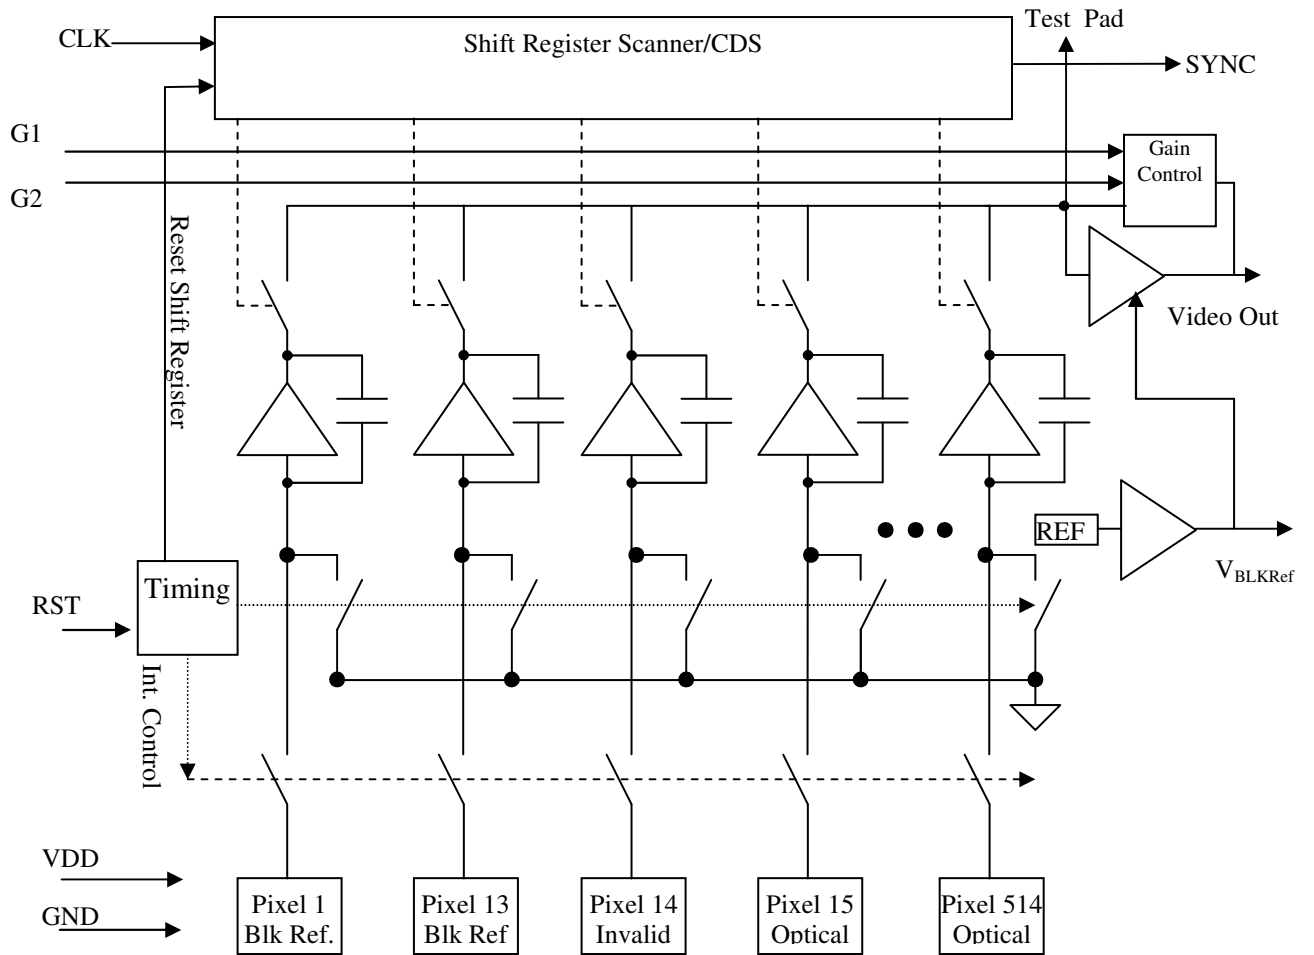 Test Pad
CLK
Shift Register Scanner/CDS
SYNC
G1
Gain
Control
G2
Reset Shift Register
Video Out
REF
VBLKRef
Timing
RST
Int. Control
VDD
GND
Pixel 1
Blk Ref.
Pixel 13
Blk Ref
Pixel 14
Invalid
Pixel 15
Optical
Pixel 514
Optical